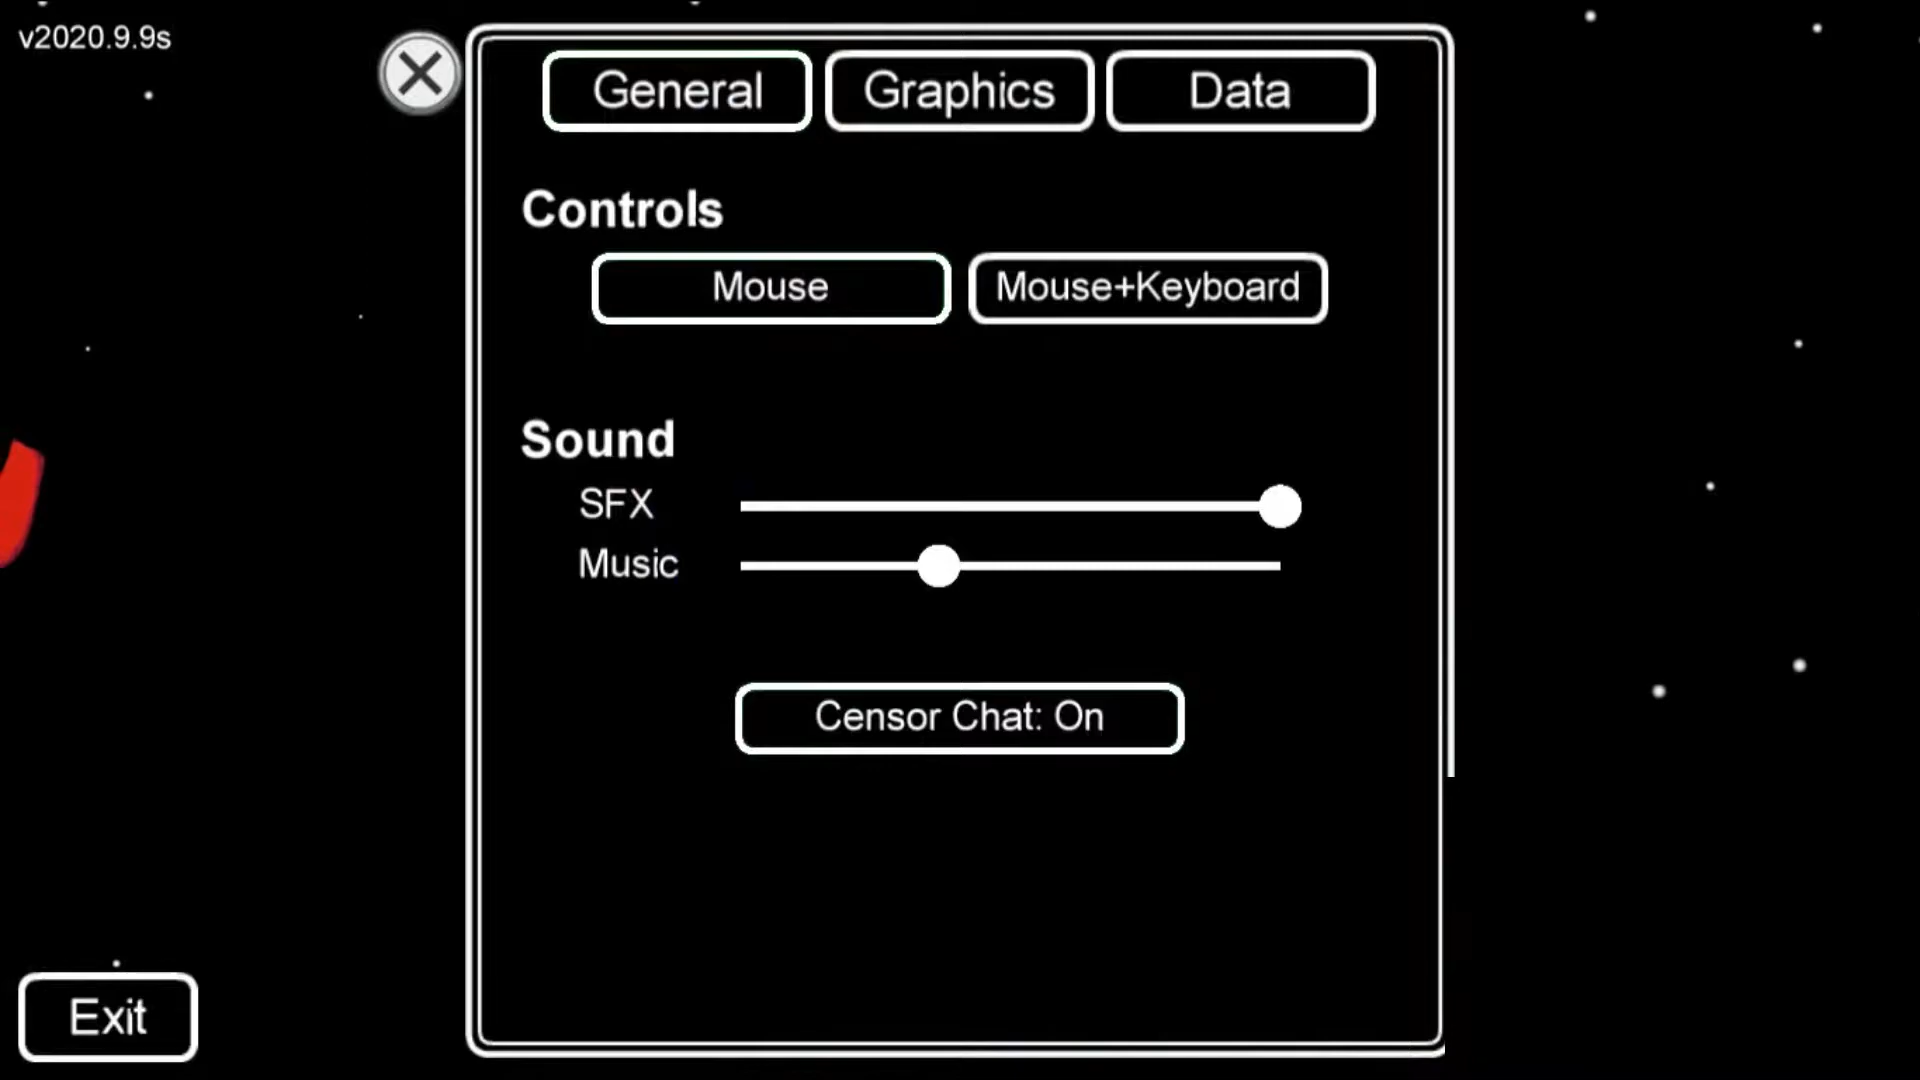 v2020.9.9s
General Graphics Data
Controls
Mouse Mouse+Keyboard
Sound
SFX
Music
Censor Chat: On
Exit